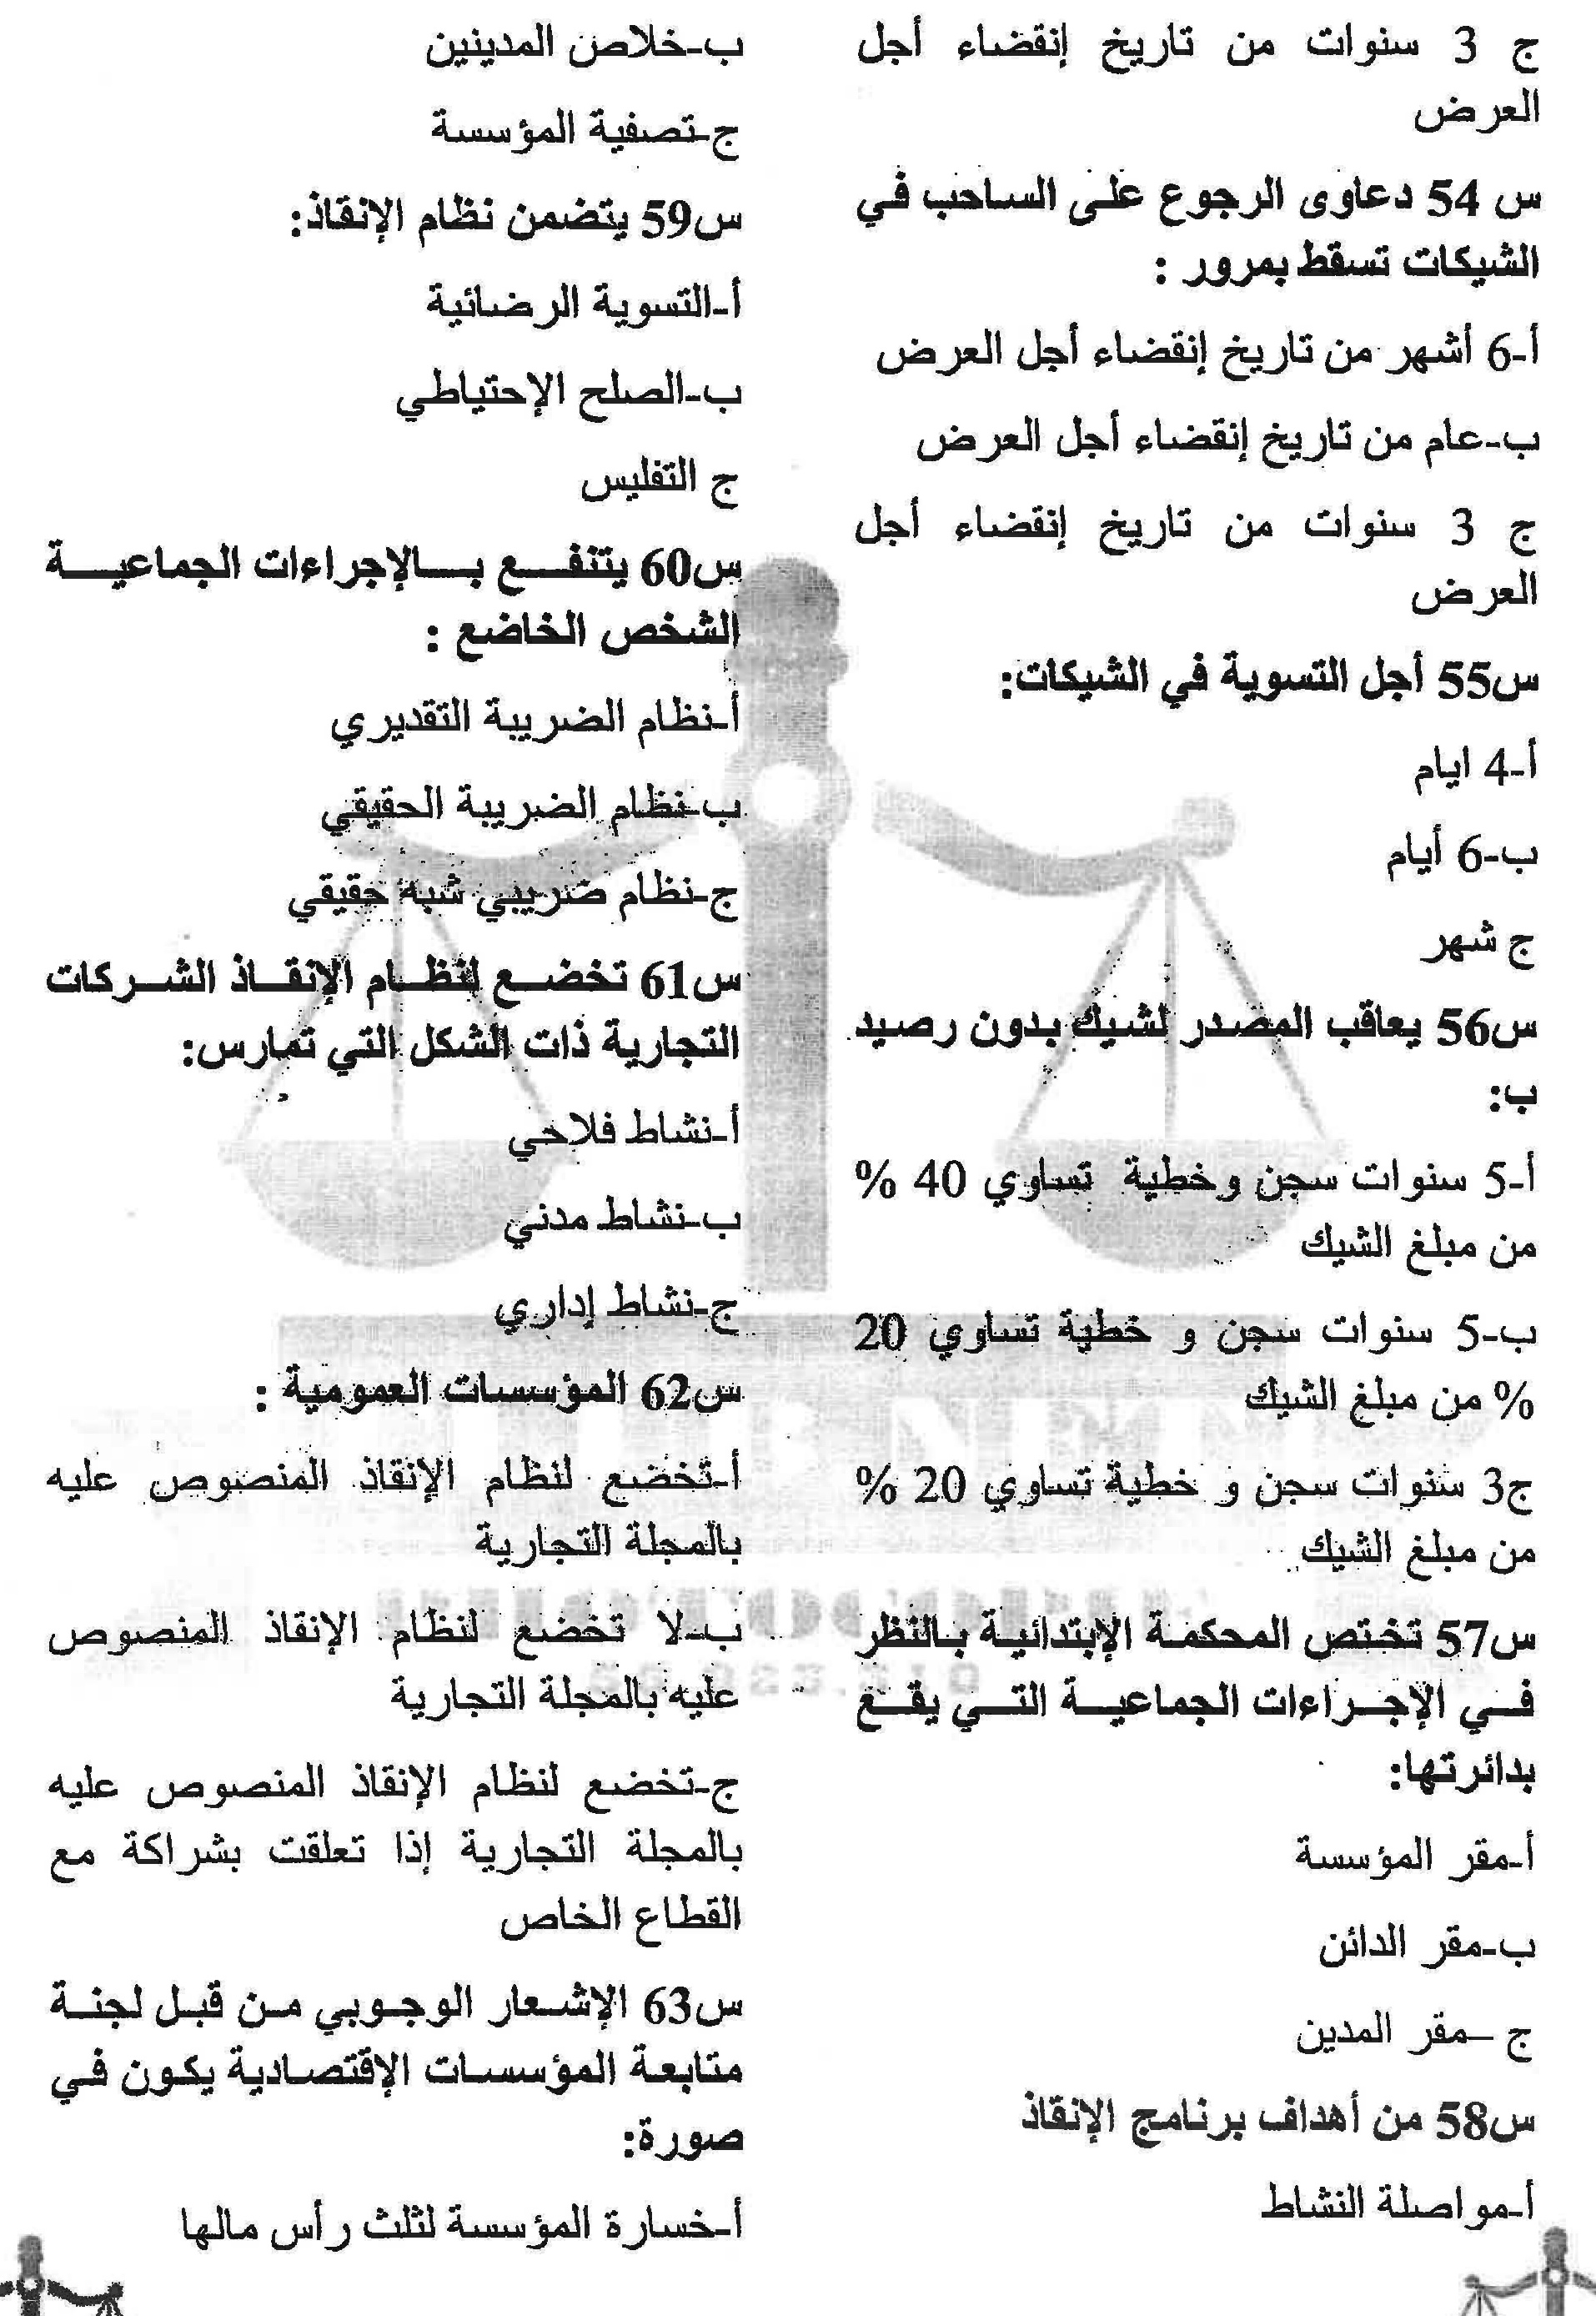 ج 3 سنوات من تاريخ إنقضاء أجل
العرض
س 54 دعاوى الرجوع على الساحب في
الشيكات تسقط بمرور :
أ-6 أشهر من تاريخ إنقضاء أجل العرض
ب-عام من تاريخ إنقضاء أجل العرض
ج 3 سنوات من تاريخ إنقضاء أجل
العرض
س55 أجل التسوية في الشيكات:
أ-4 ايام
ب-6 أيام
ج شهر
س56 يعاقب المصدر لشيك بدون رصيد
ب:
أ-5 سنوات سجن وخطية تساوي 40 %
من مبلغ الشيك
ب-5 سنوات سجن و خطية تساوي 20
% من مبلغ الشيك
ج3 سنوات سجن و خطية تساوي 20 %
من مبلغ الشيك
س57 تختص المحكمة الإبتدائية بالنظر
في الإجراءات الجماعية التي يقع
بدائرتها:
أ-مقر المؤسسة
ب-مقر الدائن
ج –مقر المدين
س58 من أهداف برنامج الإنقاذ
أ-مواصلة النشاط
ب-خلاص المدينين
ج-تصفية المؤسسة
س59 يتضمن نظام الإنقاذ:
أ-التسوية الرضائية
ب-الصلح الإحتياطي
ج التفليس
س60 يتنفع بالإجراءات الجماعية
الشخص الخاضع :
أ-نظام الضريبة التقديري
ب-نظام الضريبة الحقيقي
ج-نظام ضريبي شبه حقيقي
س61 تخضع لنظام الإنقاذ الشركات
التجارية ذات الشكل التي تمارس:
أ-نشاط فلاحي
ب-نشاط مدني
ج-نشاط إداري
س62 المؤسسات العمومية :
أ-تخضع لنظام الإنقاذ المنصوص عليه
بالمجلة التجارية
ب-لا تخضع لنظام الإنقاذ المنصوص
عليه بالمجلة التجارية
ج-تخضع لنظام الإنقاذ المنصوص عليه
بالمجلة التجارية إذا تعلقت بشراكة مع
القطاع الخاص
س63 الإشعار الوجوبي من قبل لجنة
متابعة المؤسسات الإقتصادية يكون في
صورة:
أ-خسارة المؤسسة لثلث رأس مالها